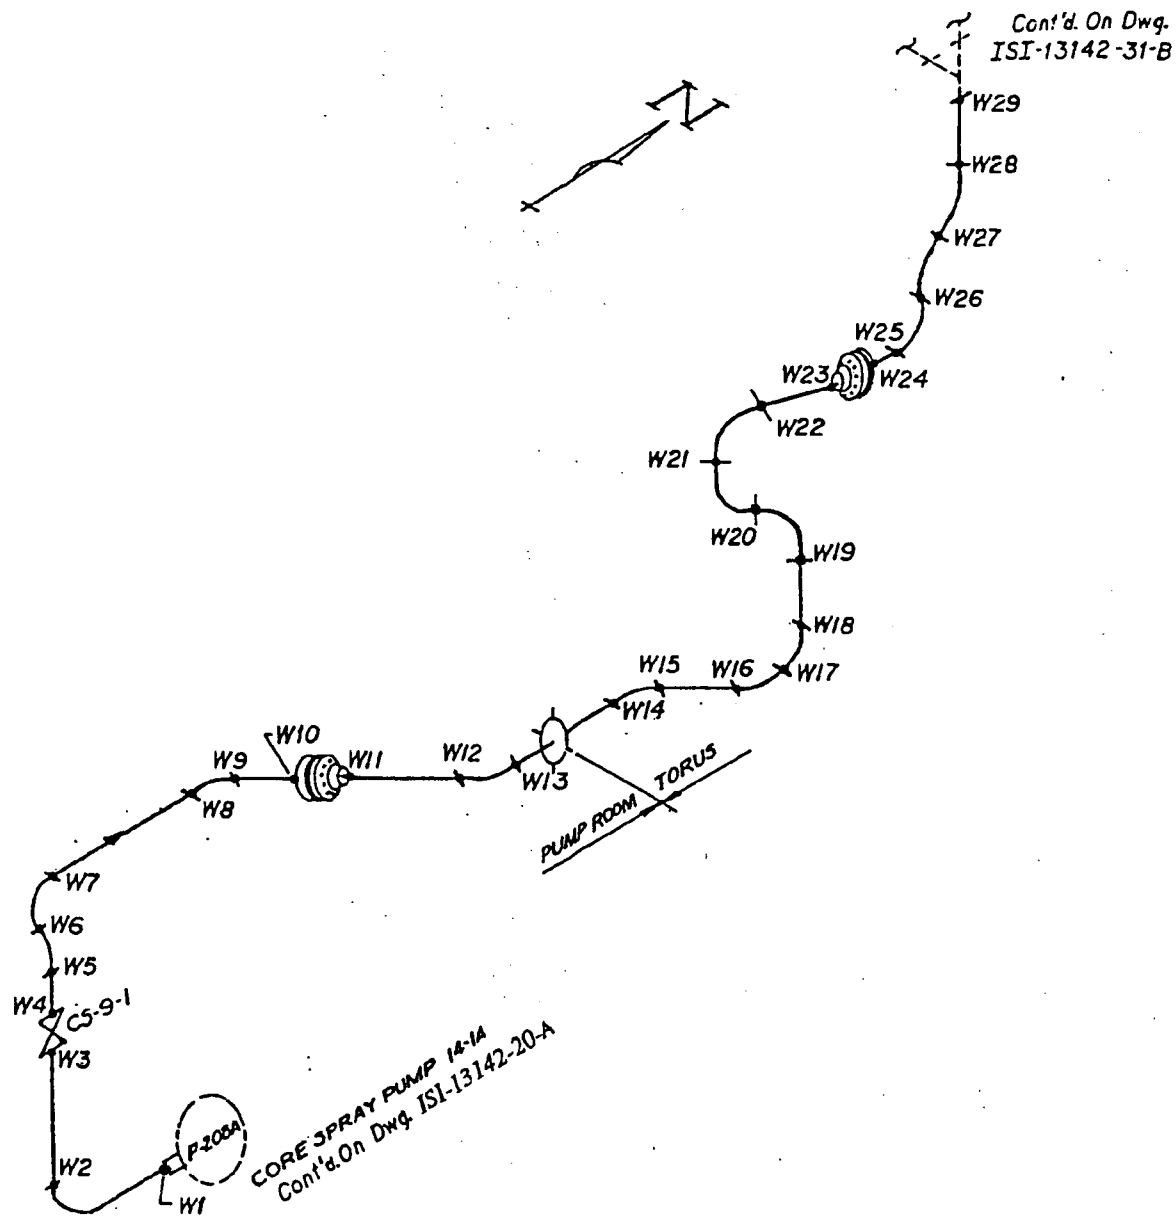 Cont'd. On Dwg.
ISI-13142-31-B
N
W29
W28
W27
W26
W25
W24
W23
W22
W21
W20
W19
W18
W17
W16
W15
W14
W13
W12
W11
W10
W9
W8
TORUS
PUMP ROOM
W7
W6
W5
W4
CS-9-1
W3
P-208A
CORE SPRAY PUMP 14-1A
Cont'd. On Dwg. ISI-13142-20-A
W2
W1